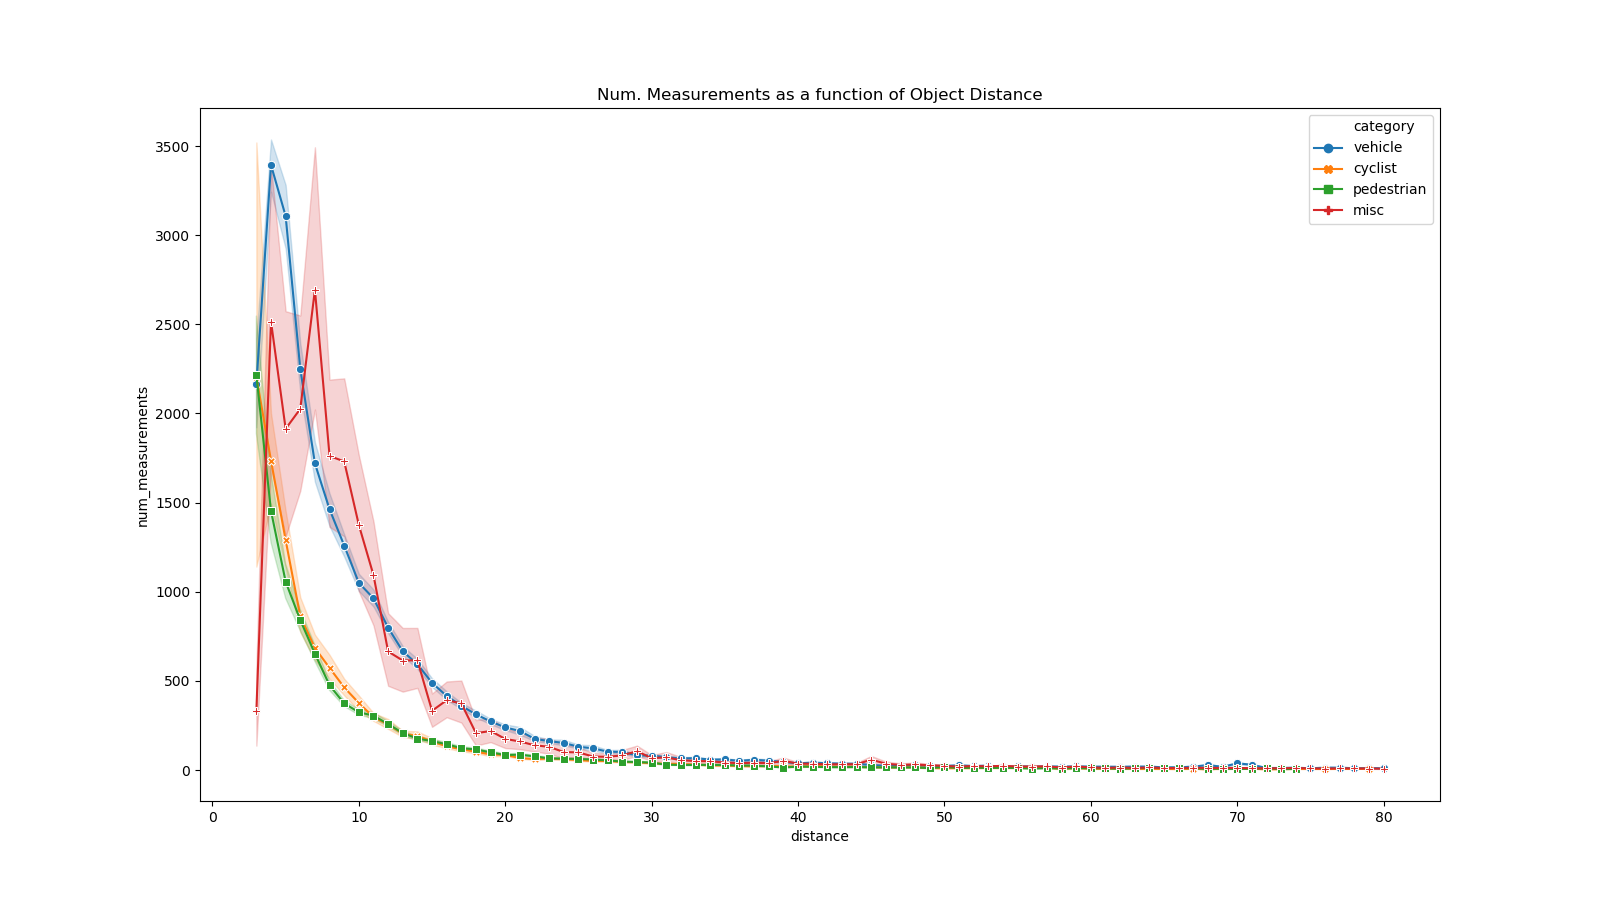 Num. Measurements as a function of Object Distance
category
vehicle
cyclist
pedestrian
misc
3500
3000
2500
2000
1500
1000
500
0
num_measurements
0 10 20 30 40 50 60 70 80
distance